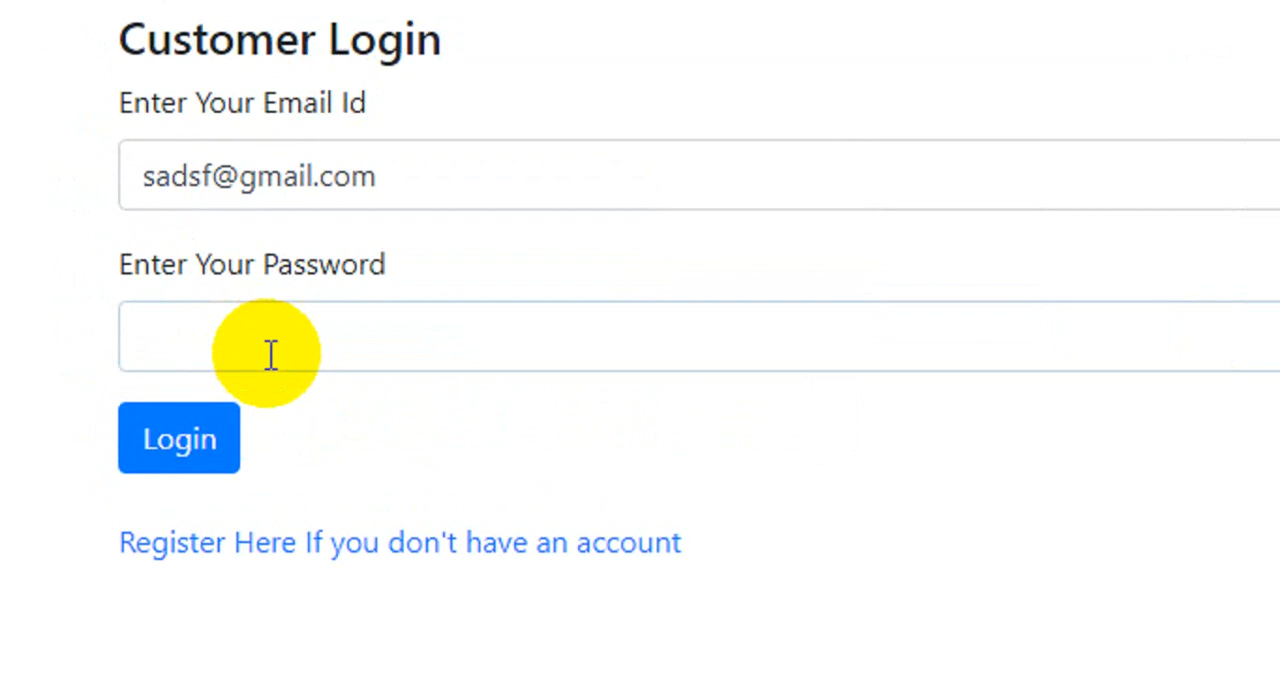 Customer Login
Enter Your Email Id
sadsf@gmail.com
Enter Your Password
Login
Register Here If you don't have an account